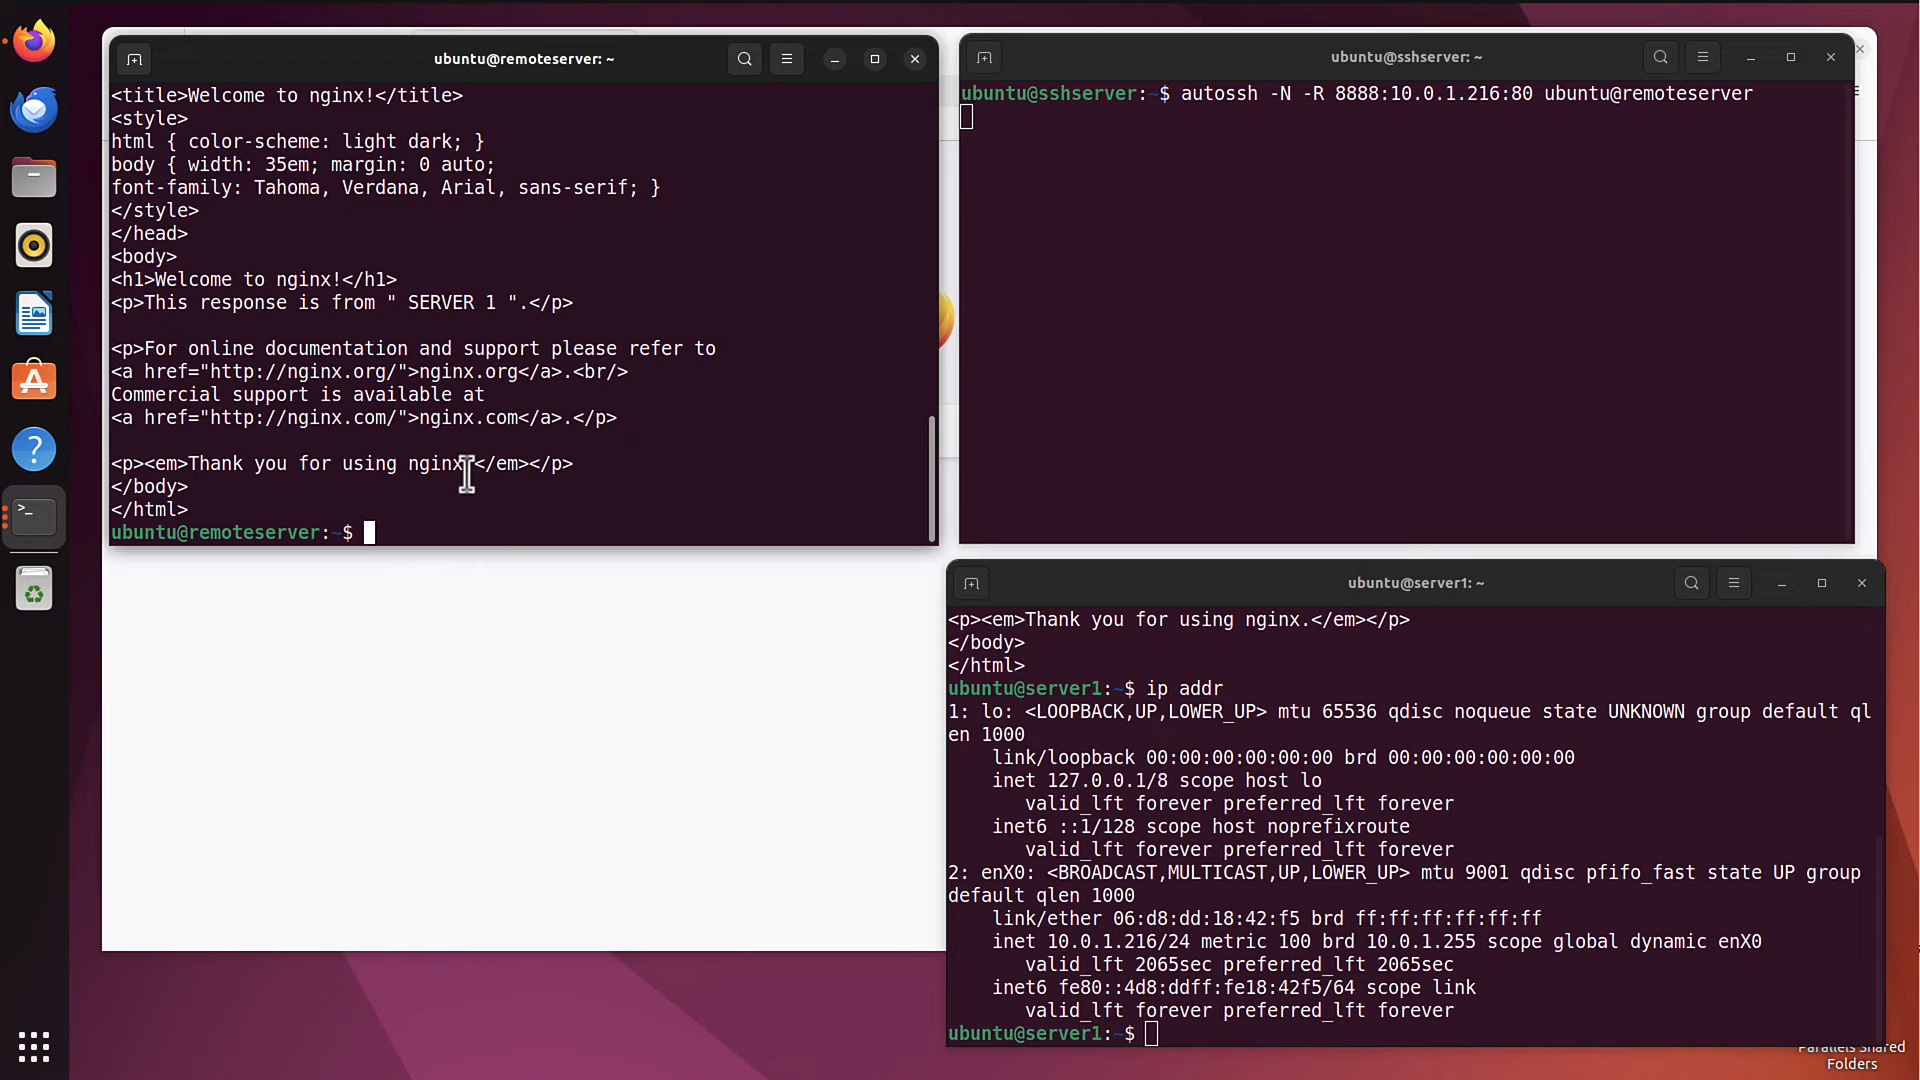 ubuntu@remoteserver: ~
<title>Welcome to nginx!</title>
<style>
html { color-scheme: light dark; }
body { width: 35em; margin: 0 auto;
font-family: Tahoma, Verdana, Arial, sans-serif; }
</style>
</head>
<body>
<h1>Welcome to nginx!</h1>
<p>This response is from " SERVER 1 ".</p>
<p>For online documentation and support please refer to
<a href="http://nginx.org/">nginx.org</a>.<br/>
Commercial support is available at
<a href="http://nginx.com/">nginx.com</a>.</p>
<p><em>Thank you for using nginx</em></p>
</body>
</html>
ubuntu@remoteserver:~$
ubuntu@sshserver: ~
ubuntu@sshserver:~$ autossh -N -R 8888:10.0.1.216:80 ubuntu@remoteserver
ubuntu@server1: ~
<p><em>Thank you for using nginx.</em></p>
</body>
</html>
ubuntu@server1:~$ ip addr
1: lo: <LOOPBACK,UP,LOWER_UP> mtu 65536 qdisc noqueue state UNKNOWN group default ql
en 1000
link/loopback 00:00:00:00:00:00 brd 00:00:00:00:00:00
inet 127.0.0.1/8 scope host lo
valid_lft forever preferred_lft forever
inet6 ::1/128 scope host noprefixroute
valid_lft forever preferred_lft forever
2: enX0: <BROADCAST,MULTICAST,UP,LOWER_UP> mtu 9001 qdisc pfifo_fast state UP group
default qlen 1000
link/ether 06:d8:dd:18:42:f5 brd ff:ff:ff:ff:ff:ff
inet 10.0.1.216/24 metric 100 brd 10.0.1.255 scope global dynamic enX0
valid_lft 2065sec preferred_lft 2065sec
inet6 fe80::4d8:ddff:fe18:42f5/64 scope link
valid_lft forever preferred_lft forever
ubuntu@server1:~$
Parallels Shared
Folders